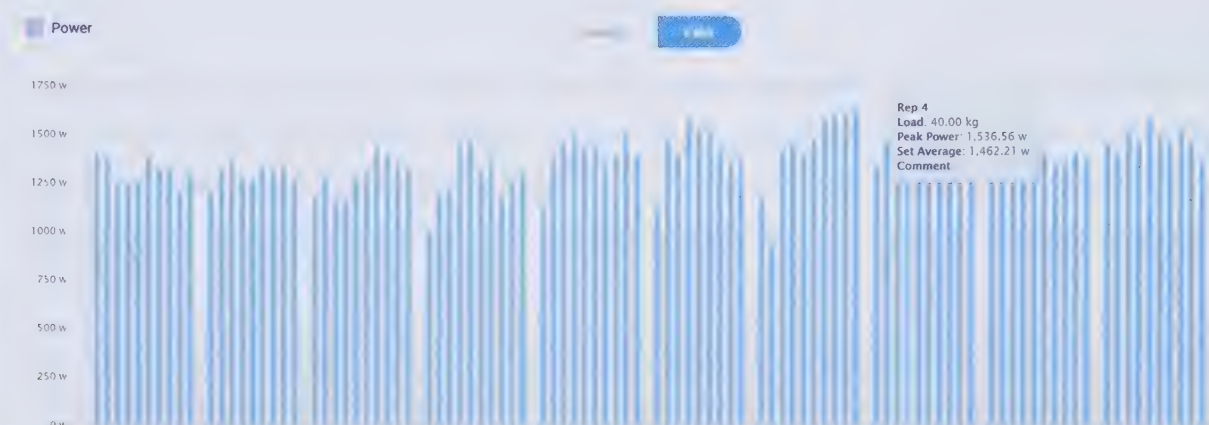 Power
1750 w
1500 w
1250 w
1000 w
750 w
500 w
250 w
0 w
Rep 4
Load: 40.00 kg
Peak Power: 1,536.56 w
Set Average: 1,462.21 w
Comment